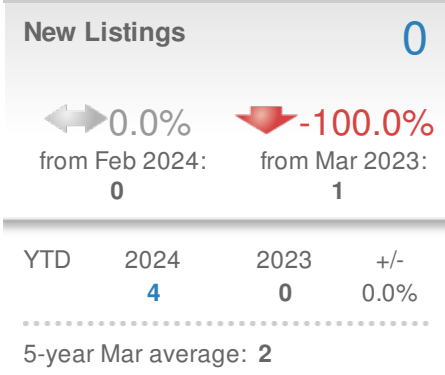 New Listings 0
0.0% -100.0%
from Feb 2024: from Mar 2023:
0 1
YTD 2024 2023 +/-
4 0 0.0%
5-year Mar average: 2